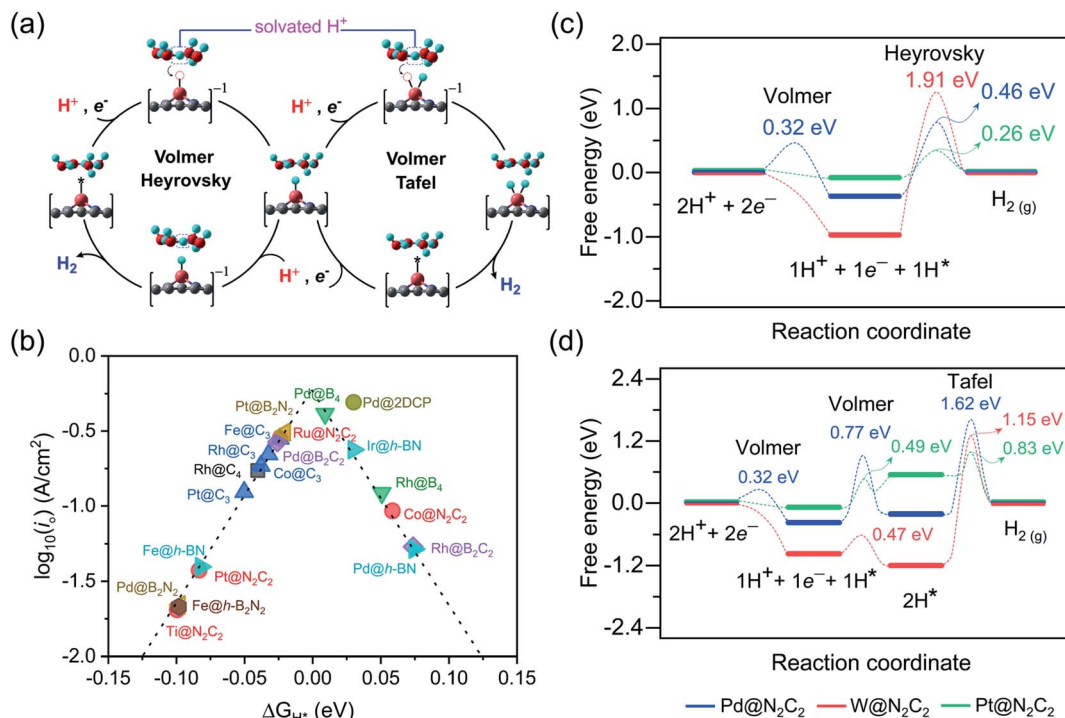 (a)
solvated H⁺
]⁻¹
]⁻¹
H⁺ , e⁻
H⁺ , e⁻
*
Volmer
Heyrovsky
Volmer
Tafel
]⁻¹
*
H₂
H⁺ , e⁻
H₂
(b)
0.0
-0.5
-1.0
-1.5
-2.0
log₁₀(iₒ) (A/cm²)
Pd@B₄
Pd@2DCP
Pt@B₂N₂
Fe@C₃
Ru@N₂C₂
Rh@C₃
Pd@B₂C₂
Ir@h-BN
Rh@C₄
Co@C₃
Pt@C₃
Rh@B₄
Co@N₂C₂
Fe@h-BN
Rh@B₂C₂
Pt@N₂C₂
Pd@h-BN
Pd@B₂N₂
Fe@h-B₂N₂
Ti@N₂C₂
-0.15 -0.10 -0.05 0.00 0.05 0.10 0.15
ΔG_H* (eV)
(c)
2.0
1.0
0.0
-1.0
-2.0
Free energy (eV)
Heyrovsky
1.91 eV
Volmer
0.46 eV
0.32 eV
0.26 eV
2H⁺ + 2e⁻
H₂ (g)
1H⁺ + 1e⁻ + 1H*
Reaction coordinate
(d)
2.4
1.2
0.0
-1.2
-2.4
Free energy (eV)
Tafel
Volmer
1.62 eV
0.77 eV
1.15 eV
Volmer
0.49 eV
0.83 eV
0.32 eV
2H⁺ + 2e⁻
0.47 eV
H₂ (g)
1H⁺ + 1e⁻ + 1H*
2H*
Reaction coordinate
Pd@N₂C₂ W@N₂C₂ Pt@N₂C₂